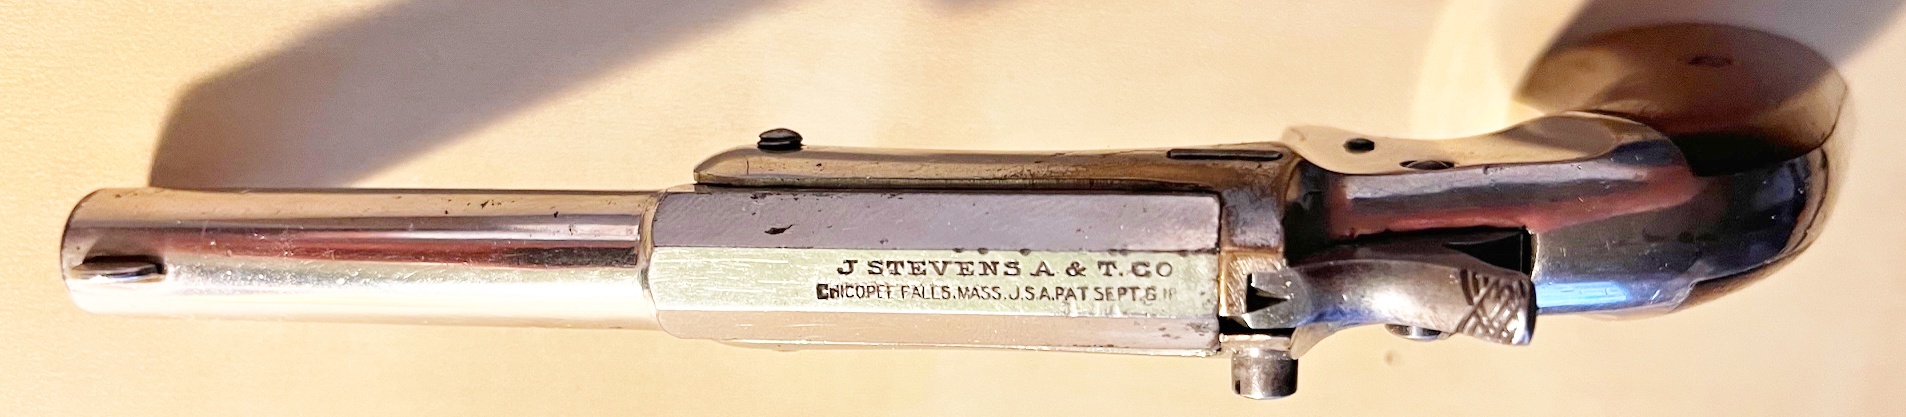 J STEVENS A & T. CO
CHICOPEE FALLS. MASS. U.S.A. PAT SEPT. 6